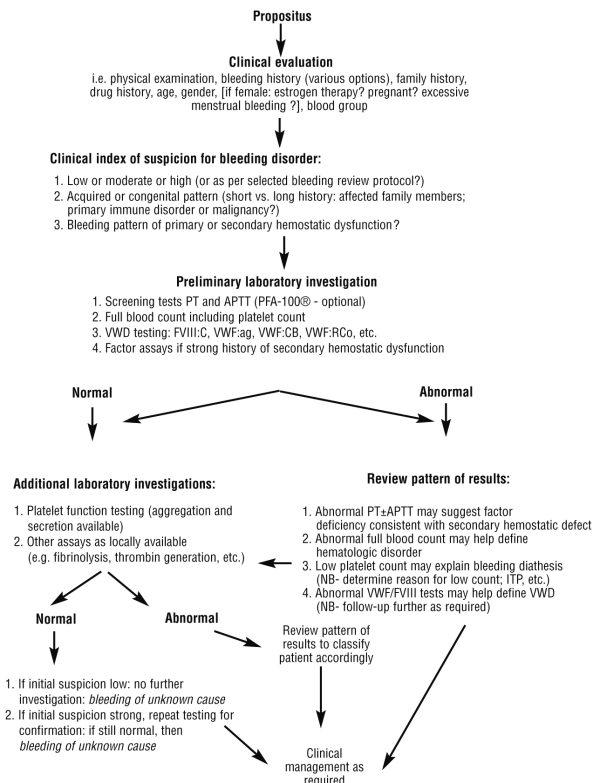 Propositus
Clinical evaluation
i.e. physical examination, bleeding history (various options), family history,
drug history, age, gender, [if female: estrogen therapy? pregnant? excessive
menstrual bleeding ?], blood group
Clinical index of suspicion for bleeding disorder:
1. Low or moderate or high (or as per selected bleeding review protocol?)
2. Acquired or congenital pattern (short vs. long history: affected family members;
primary immune disorder or malignancy?)
3. Bleeding pattern of primary or secondary hemostatic dysfunction?
Preliminary laboratory investigation
1. Screening tests PT and APTT (PFA-100® - optional)
2. Full blood count including platelet count
3. VWD testing: FVIII:C, VWF:ag, VWF:CB, VWF:RCo, etc.
4. Factor assays if strong history of secondary hemostatic dysfunction
Normal
Abnormal
Additional laboratory investigations:
1. Platelet function testing (aggregation and
secretion available)
2. Other assays as locally available
(e.g. fibrinolysis, thrombin generation, etc.)
Review pattern of results:
1. Abnormal PT±APTT may suggest factor
deficiency consistent with secondary hemostatic defect
2. Abnormal full blood count may help define
hematologic disorder
3. Low platelet count may explain bleeding diathesis
(NB- determine reason for low count; ITP, etc.)
4. Abnormal VWF/FVIII tests may help define VWD
(NB- follow-up further as required)
Normal
Abnormal
Review pattern of
results to classify
patient accordingly
1. If initial suspicion low: no further
investigation: bleeding of unknown cause
2. If initial suspicion strong, repeat testing for
confirmation: if still normal, then
bleeding of unknown cause
Clinical
management as
required